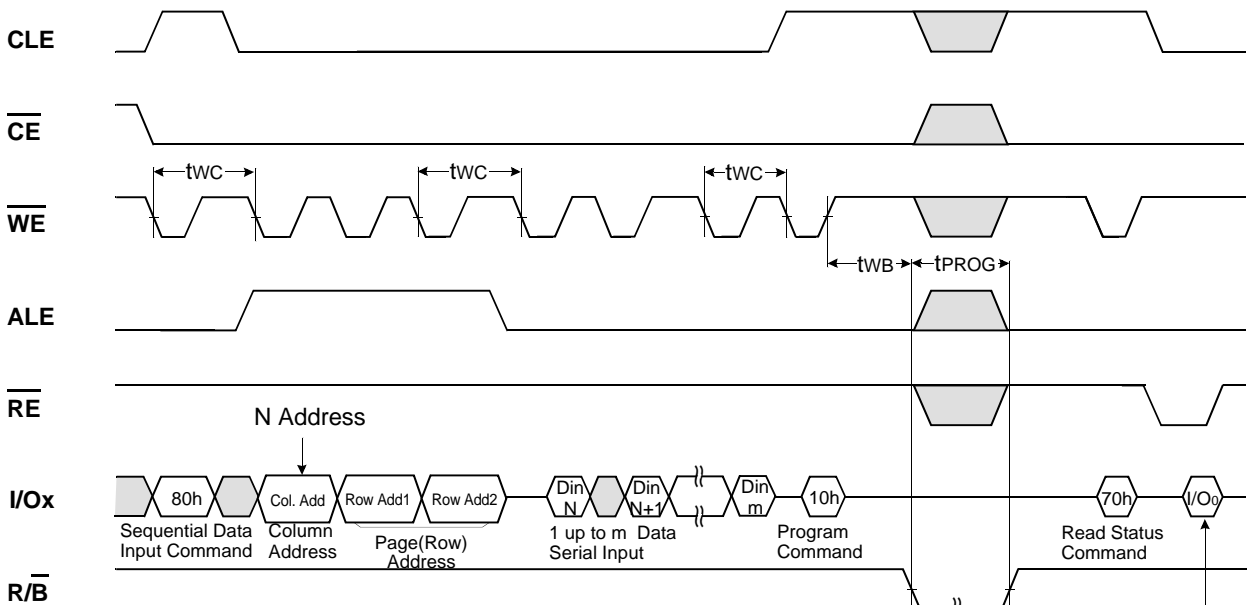 CLE
CE
tWC tWC tWC
WE
tWB tPROG
ALE
RE
N Address
I/Ox
80h Col. Add Row Add1 Row Add2 Din N Din N+1 Din m 10h 70h I/O0
Sequential Data Input Command
Column Address
Page(Row) Address
1 up to m Data Serial Input
Program Command
Read Status Command
R/B